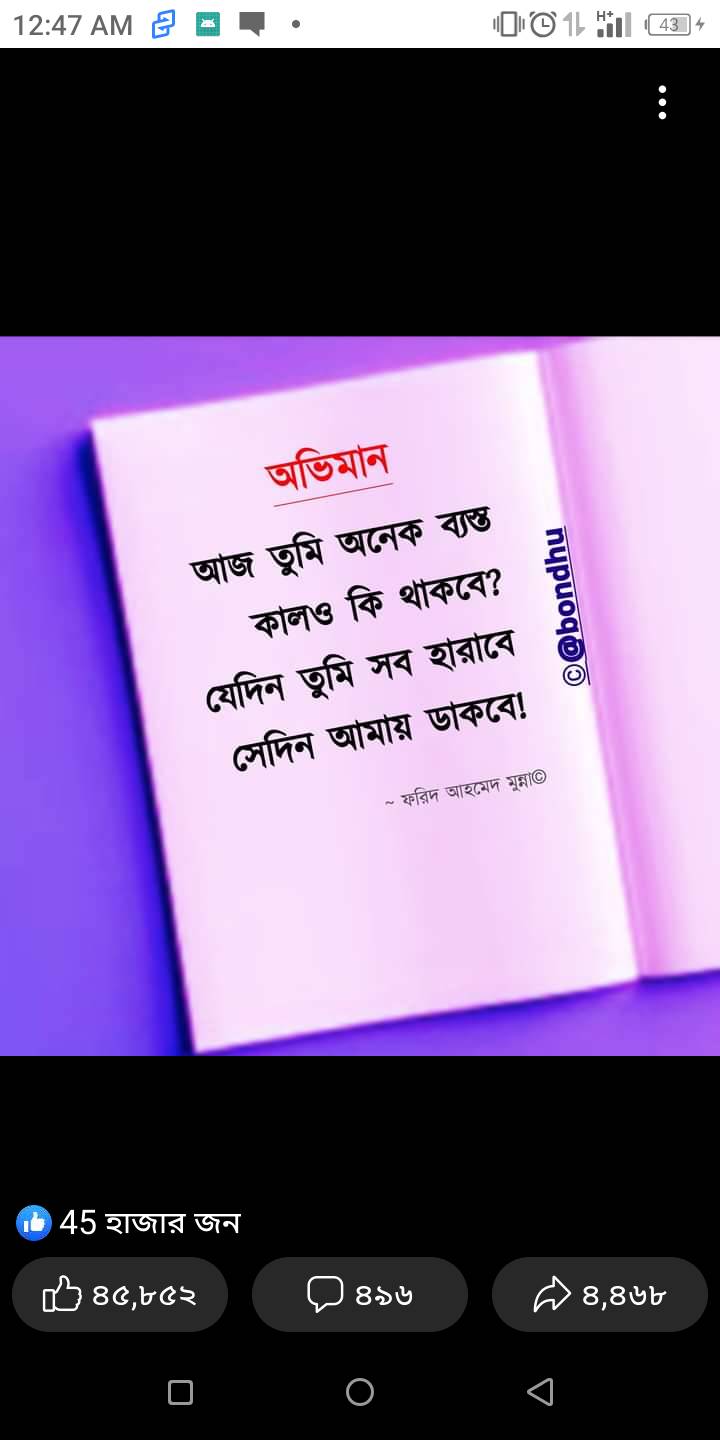 12:47 AM
H+
43
অভিমান
আজ তুমি অনেক ব্যস্ত
কালও কি থাকবে?
যেদিন তুমি সব হারাবে
সেদিন আমায় ডাকবে!
~ ফরিদ আহমেদ মুন্না©
©@bondhu
45 হাজার জন
৪৫,৮৫২
৪৯৬
৪,৪৬৮